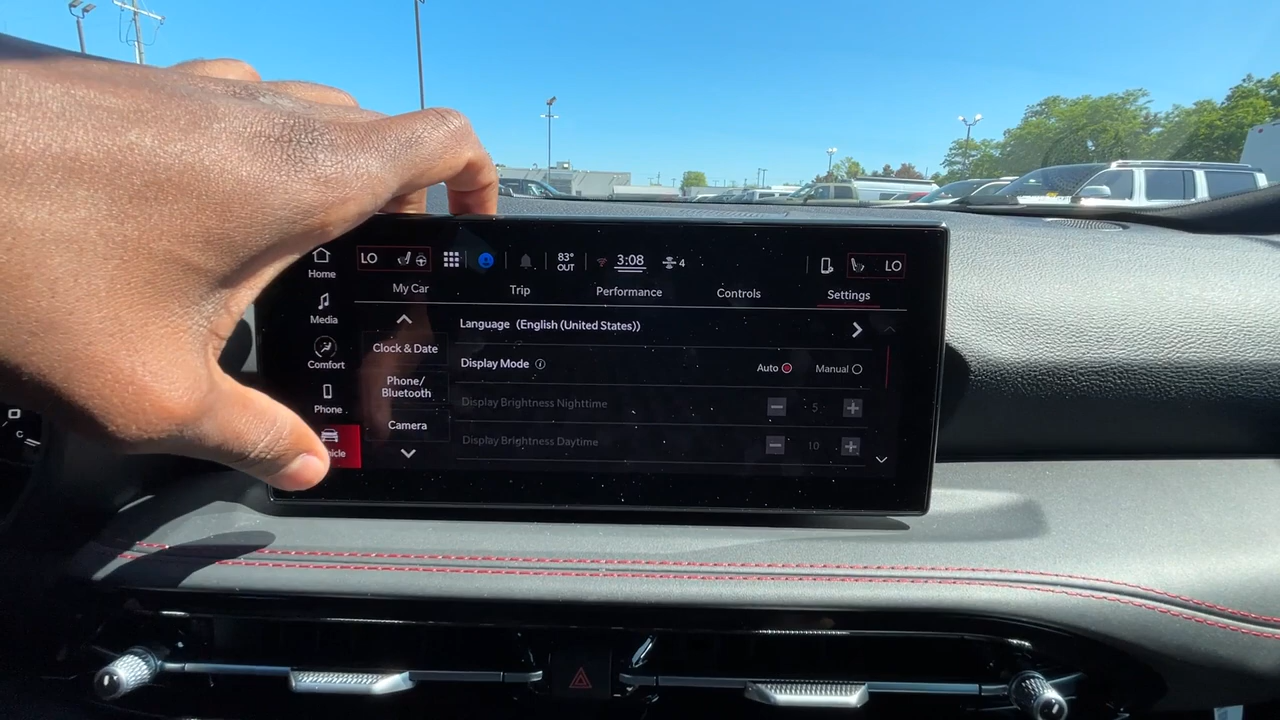 LO
83°
OUT
3:08
4
LO
Home
Media
Comfort
Phone
My Car
Trip
Performance
Controls
Settings
Clock & Date
Phone/
Bluetooth
Camera
Language (English (United States))
Display Mode
Auto
Manual
Display Brightness Nighttime
5
Display Brightness Daytime
10